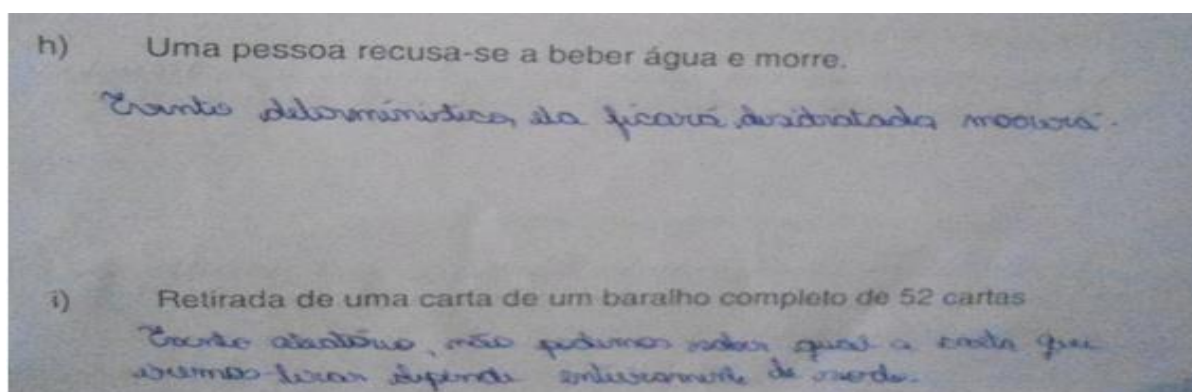 h) Uma pessoa recusa-se a beber água e morre.
Evento determinístico, ela ficará desidratada morrerá.
i) Retirada de uma carta de um baralho completo de 52 cartas
Evento aleatório, não podemos saber qual a carta que
iremos tirar depende inteiramente de